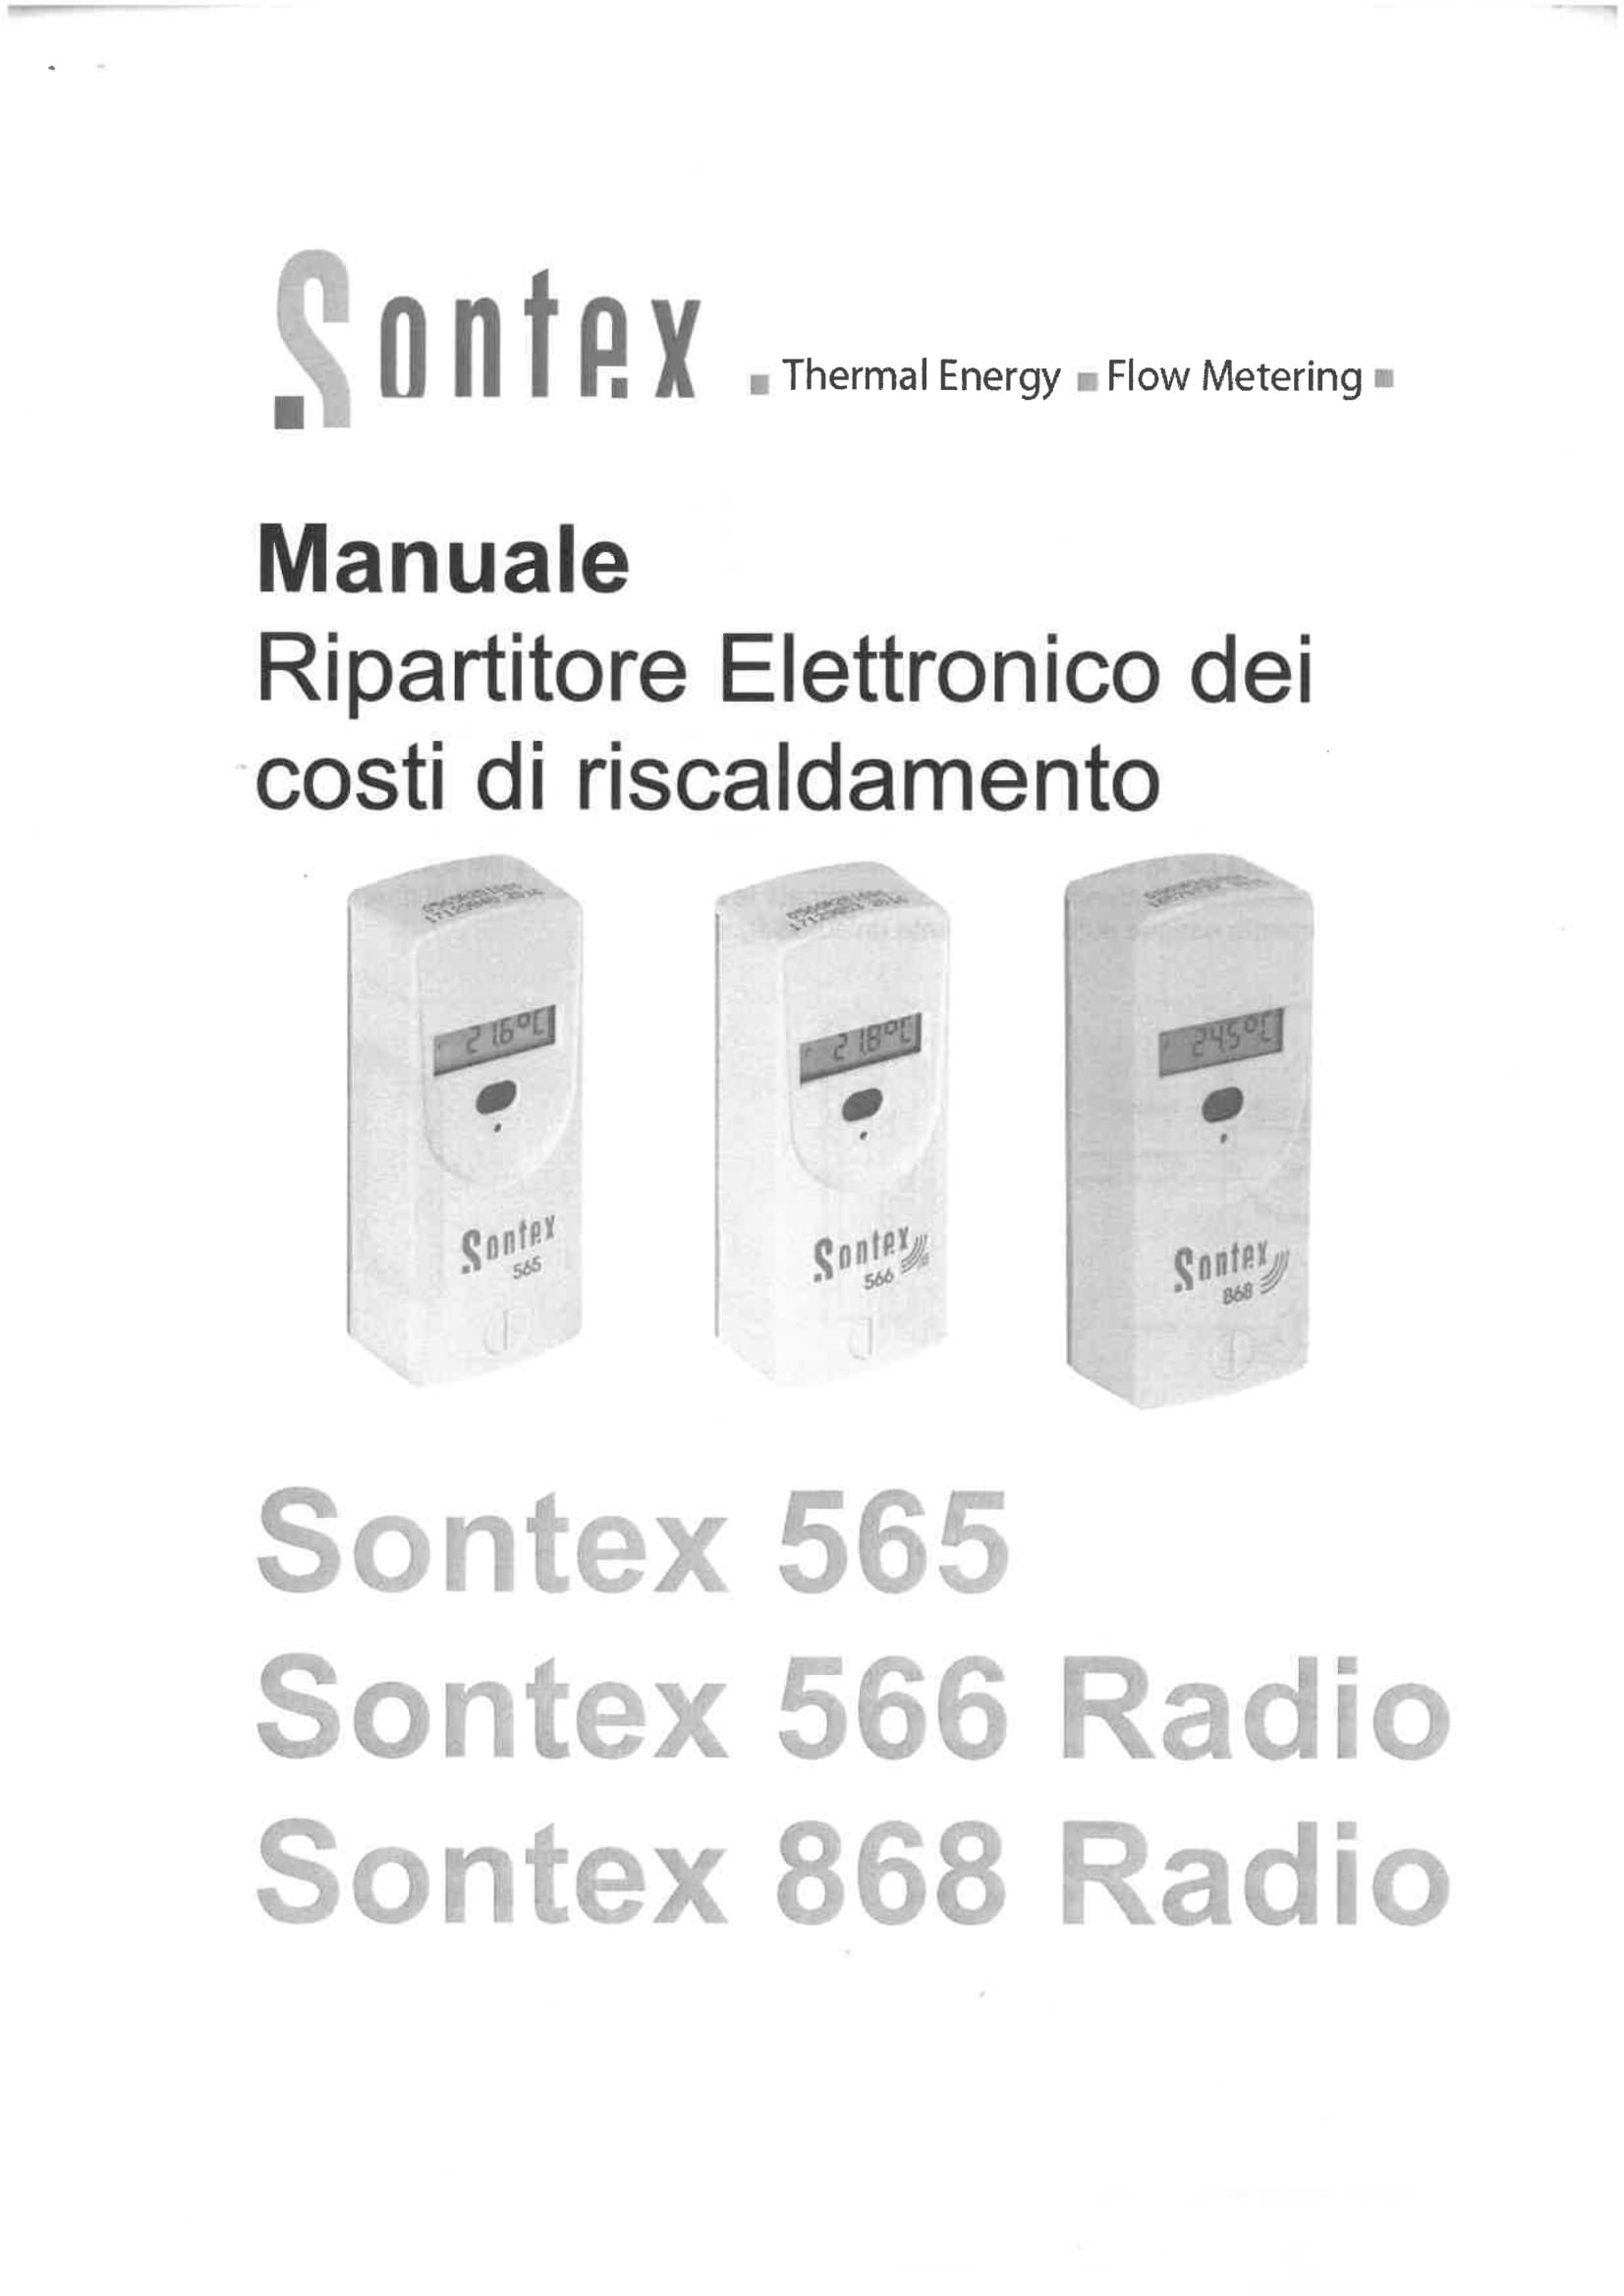 Sontex
Thermal Energy Flow Metering
Manuale
Ripartitore Elettronico dei
costi di riscaldamento
21.6°C
21.8°C
24.5°C
Sontex
565
Sontex
566
Sontex
868
Sontex 565
Sontex 566 Radio
Sontex 868 Radio